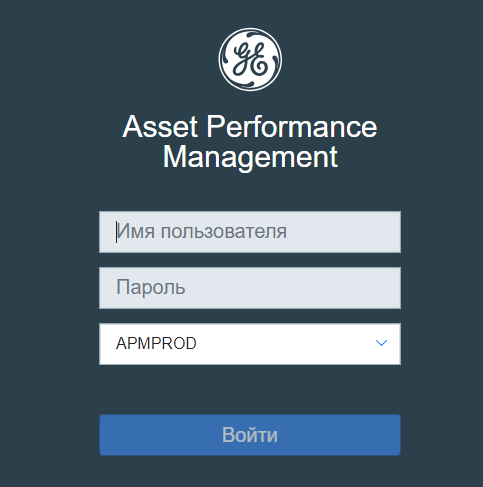 GE
Asset Performance
Management
Имя пользователя
Пароль
APMPROD
Войти